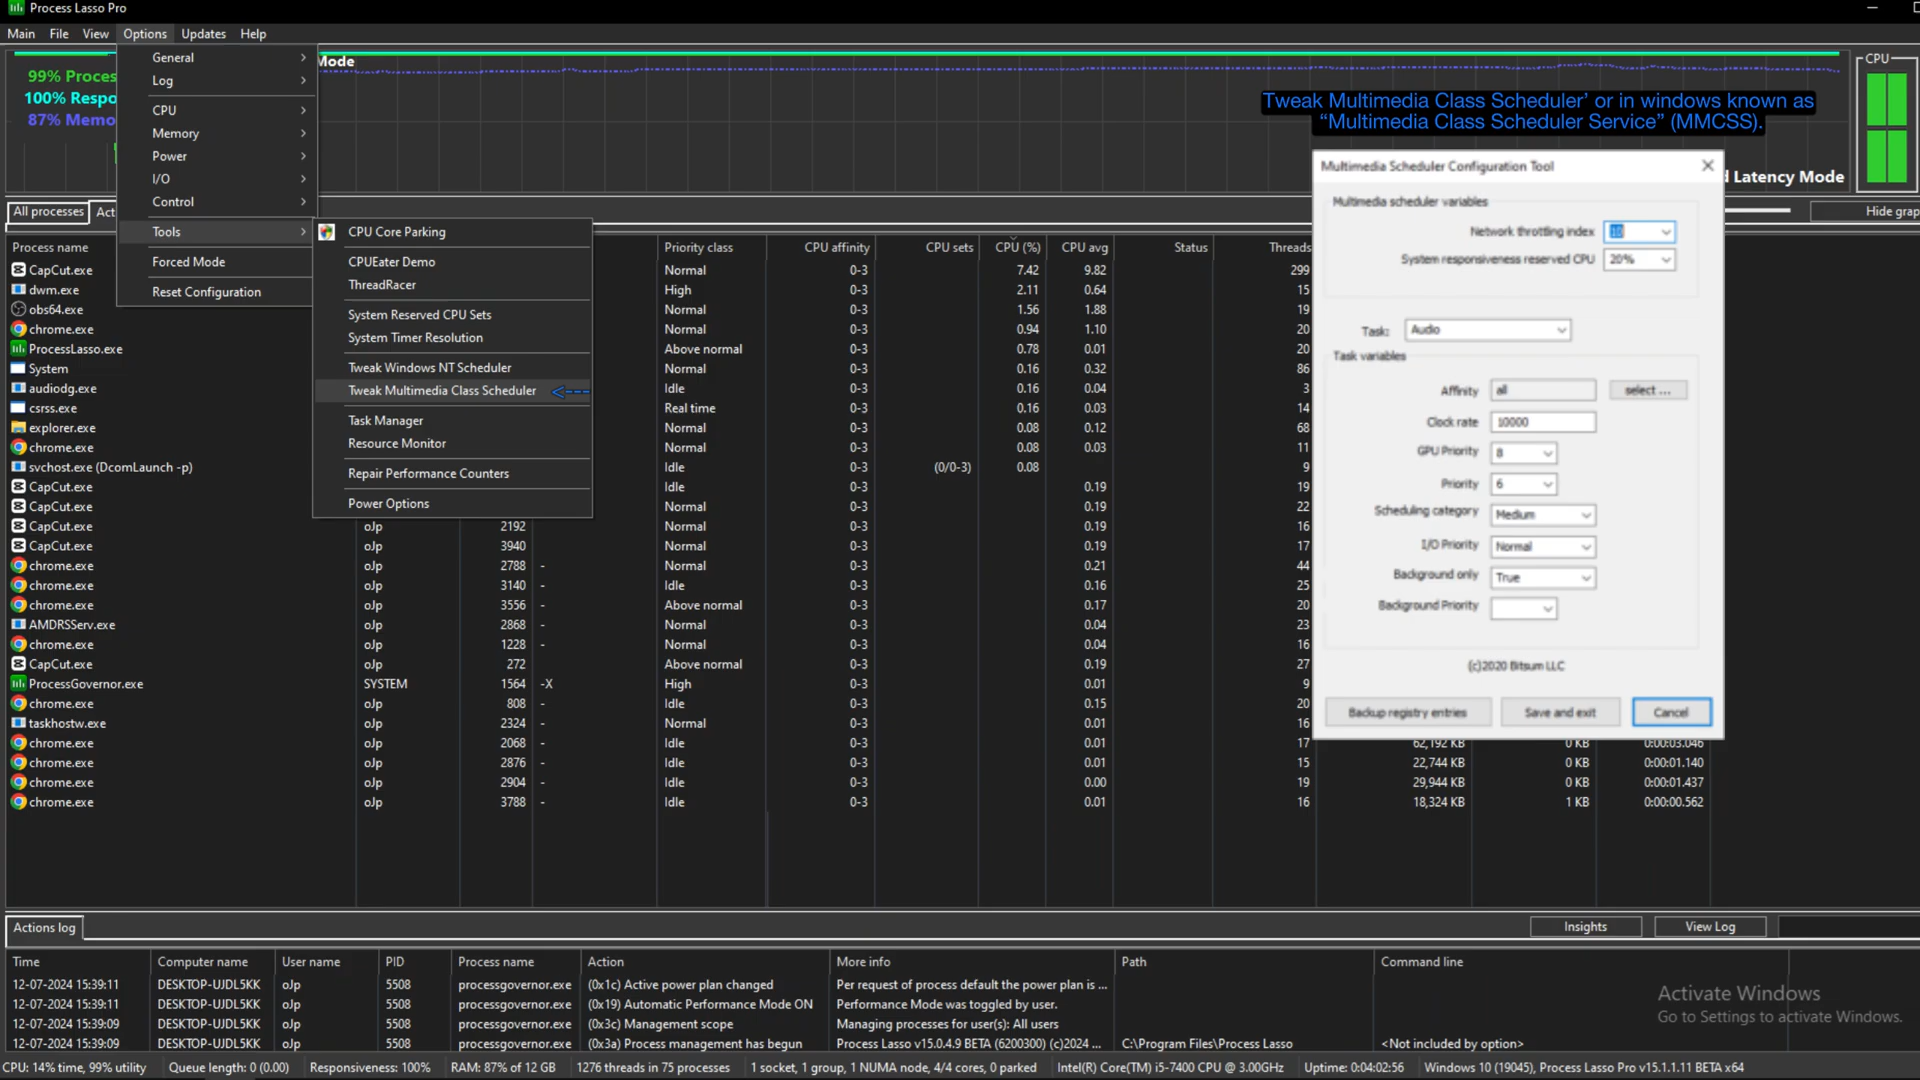 Process Lasso Pro
Main File View Options Updates Help
General
Log
CPU
Memory
Power
I/O
Control
Tools
Forced Mode
Reset Configuration
Mode
99% Proces
100% Respo
87% Memo
CPU
Tweak Multimedia Class Scheduler’ or in windows known as
“Multimedia Class Scheduler Service” (MMCSS).
d Latency Mode
Hide grap
All processes Act
CPU Core Parking
CPUEater Demo
ThreadRacer
System Reserved CPU Sets
System Timer Resolution
Tweak Windows NT Scheduler
Tweak Multimedia Class Scheduler
Task Manager
Resource Monitor
Repair Performance Counters
Power Options
Multimedia Scheduler Configuration Tool
Multimedia scheduler variables
Network throttling index 10
System responsiveness reserved CPU 20%
Task: Audio
Task variables
Affinity all select ...
Clock rate 10000
GPU Priority 8
Priority 6
Scheduling category Medium
I/O Priority Normal
Background only True
Background Priority
(c)2020 Bitsum LLC
Backup registry entries Save and exit Cancel
Process name Priority class CPU affinity CPU sets CPU (%) CPU avg Status Threads
CapCut.exe Normal 0-3 7.42 9.82 299
dwm.exe High 0-3 2.11 0.64 15
obs64.exe Normal 0-3 1.56 1.88 19
chrome.exe Normal 0-3 0.94 1.10 20
ProcessLasso.exe Above normal 0-3 0.78 0.01 20
System Normal 0-3 0.16 0.32 86
audiodg.exe Idle 0-3 0.16 0.04 3
csrss.exe Real time 0-3 0.16 0.03 14
explorer.exe Normal 0-3 0.08 0.12 68
chrome.exe Normal 0-3 0.08 0.03 11
svchost.exe (DcomLaunch -p) Idle 0-3 (0/0-3) 0.08 9
CapCut.exe Idle 0-3 0.19 19
CapCut.exe Normal 0-3 0.19 22
CapCut.exe oJp 2192 Normal 0-3 0.19 16
CapCut.exe oJp 3940 Normal 0-3 0.19 17
chrome.exe oJp 2788 - Normal 0-3 0.21 44
chrome.exe oJp 3140 - Idle 0-3 0.16 25
chrome.exe oJp 3556 - Above normal 0-3 0.17 20
AMDRSServ.exe oJp 2868 - Normal 0-3 0.04 23
chrome.exe oJp 1228 - Normal 0-3 0.04 16
CapCut.exe oJp 272 Above normal 0-3 0.19 27
ProcessGovernor.exe SYSTEM 1564 -X High 0-3 0.01 9
chrome.exe oJp 808 - Idle 0-3 0.15 20
taskhostw.exe oJp 2324 - Normal 0-3 0.01 16
chrome.exe oJp 2068 - Idle 0-3 0.01 17 62,192 KB 0 KB 0:00:03.046
chrome.exe oJp 2876 - Idle 0-3 0.01 15 22,744 KB 0 KB 0:00:01.140
chrome.exe oJp 2904 - Idle 0-3 0.00 19 29,944 KB 0 KB 0:00:01.437
chrome.exe oJp 3788 - Idle 0-3 0.01 16 18,324 KB 1 KB 0:00:00.562
Actions log Insights View Log
Time Computer name User name PID Process name Action More info Path Command line
12-07-2024 15:39:11 DESKTOP-UJDL5KK oJp 5508 processgovernor.exe (0x1c) Active power plan changed Per request of process default the power plan is ...
12-07-2024 15:39:11 DESKTOP-UJDL5KK oJp 5508 processgovernor.exe (0x19) Automatic Performance Mode ON Performance Mode was toggled by user.
12-07-2024 15:39:09 DESKTOP-UJDL5KK oJp 5508 processgovernor.exe (0x3c) Management scope Managing processes for user(s): All users
12-07-2024 15:39:09 DESKTOP-UJDL5KK oJp 5508 processgovernor.exe (0x3a) Process management has begun Process Lasso v15.0.4.9 BETA (6200300) (c)2024 ... C:\Program Files\Process Lasso <Not included by option>
Activate Windows
Go to Settings to activate Windows.
CPU: 14% time, 99% utility Queue length: 0 (0.00) Responsiveness: 100% RAM: 87% of 12 GB 1276 threads in 75 processes 1 socket, 1 group, 1 NUMA node, 4/4 cores, 0 parked Intel(R) Core(TM) i5-7400 CPU @ 3.00GHz Uptime: 0:04:02:56 Windows 10 (19045), Process Lasso Pro v15.1.1.11 BETA x64